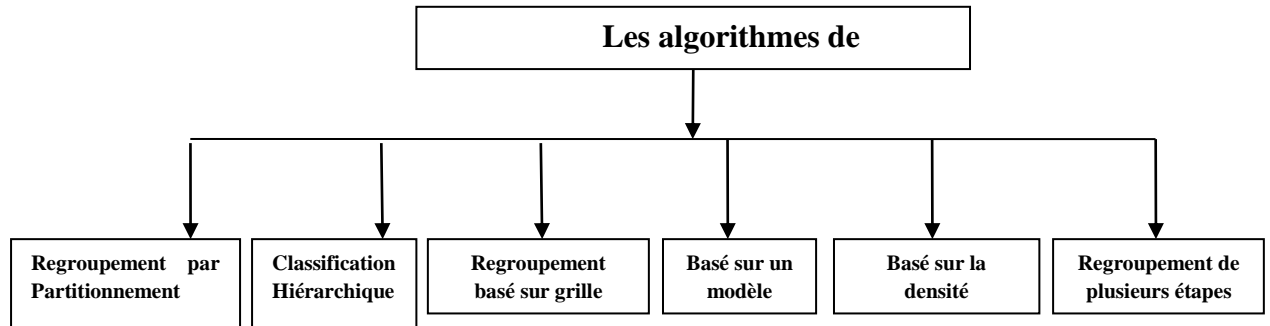 Les algorithmes de
Regroupement par
Partitionnement
Classification
Hiérarchique
Regroupement
basé sur grille
Basé sur un
modèle
Basé sur la
densité
Regroupement de
plusieurs étapes